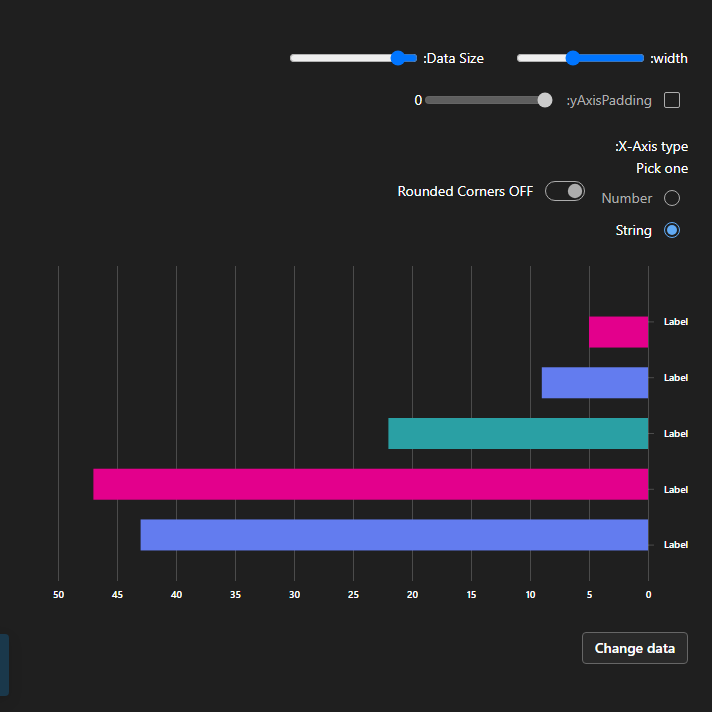 :width
:Data Size
:yAxisPadding
0
:X-Axis type
Pick one
Number
String
Rounded Corners OFF
Label
Label
Label
Label
Label
50 45 40 35 30 25 20 15 10 5 0
Change data